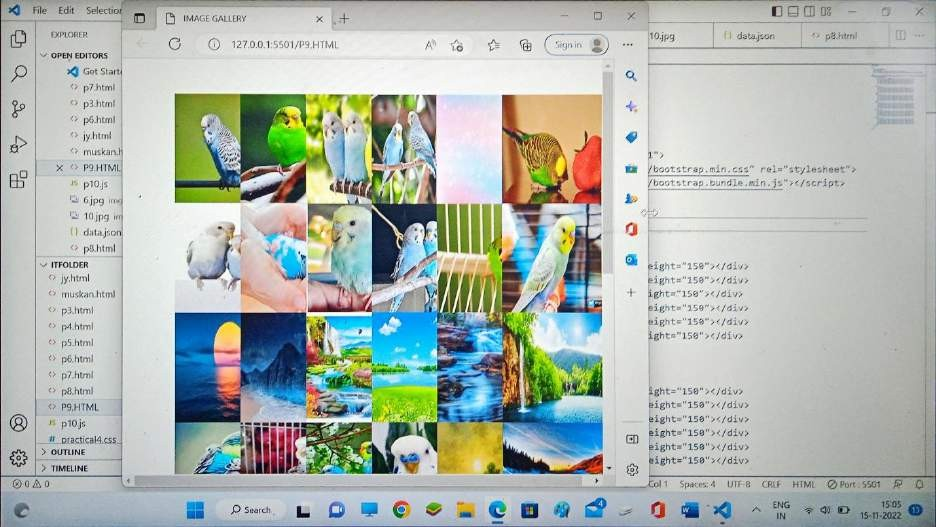 File Edit Selectio
EXPLORER
OPEN EDITORS
Get Starte
p7.html
p3.html
p6.html
jy.html
muskan.h
P9.HTML
JS p10.js
6.jpg im
10.jpg im
{} data.json
p8.html
ITFOLDER
jy.html
muskan.html
p3.html
p4.html
p5.html
p6.html
p7.html
p8.html
P9.HTML
JS p10.js
# practical4.css
OUTLINE
TIMELINE
0 0
IMAGE GALLERY
127.0.0.1:5501/P9.HTML
Sign in
10.jpg
{} data.json
p8.html
1">
/bootstrap.min.css" rel="stylesheet">
/bootstrap.bundle.min.js"></script>
eight="150"></div>
eight="150"></div>
eight="150"></div>
eight="150"></div>
eight="150"></div>
eight="150"></div>
eight="150"></div>
eight="150"></div>
eight="150"></div>
eight="150"></div>
eight="150"></div>
eight="150"></div>
Col 1 Spaces: 4 UTF-8 CRLF HTML Port : 5501
Search
4
ENG
IN
15:05
15-11-2022